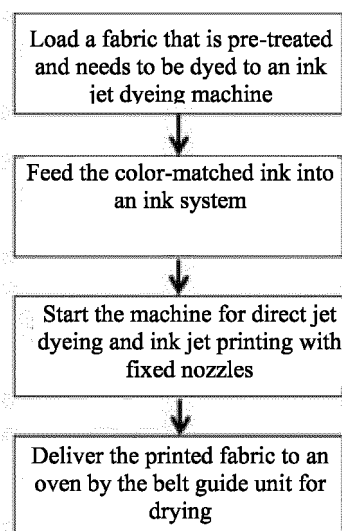 Load a fabric that is pre-treated
and needs to be dyed to an ink
jet dyeing machine
Feed the color-matched ink into
an ink system
Start the machine for direct jet
dyeing and ink jet printing with
fixed nozzles
Deliver the printed fabric to an
oven by the belt guide unit for
drying